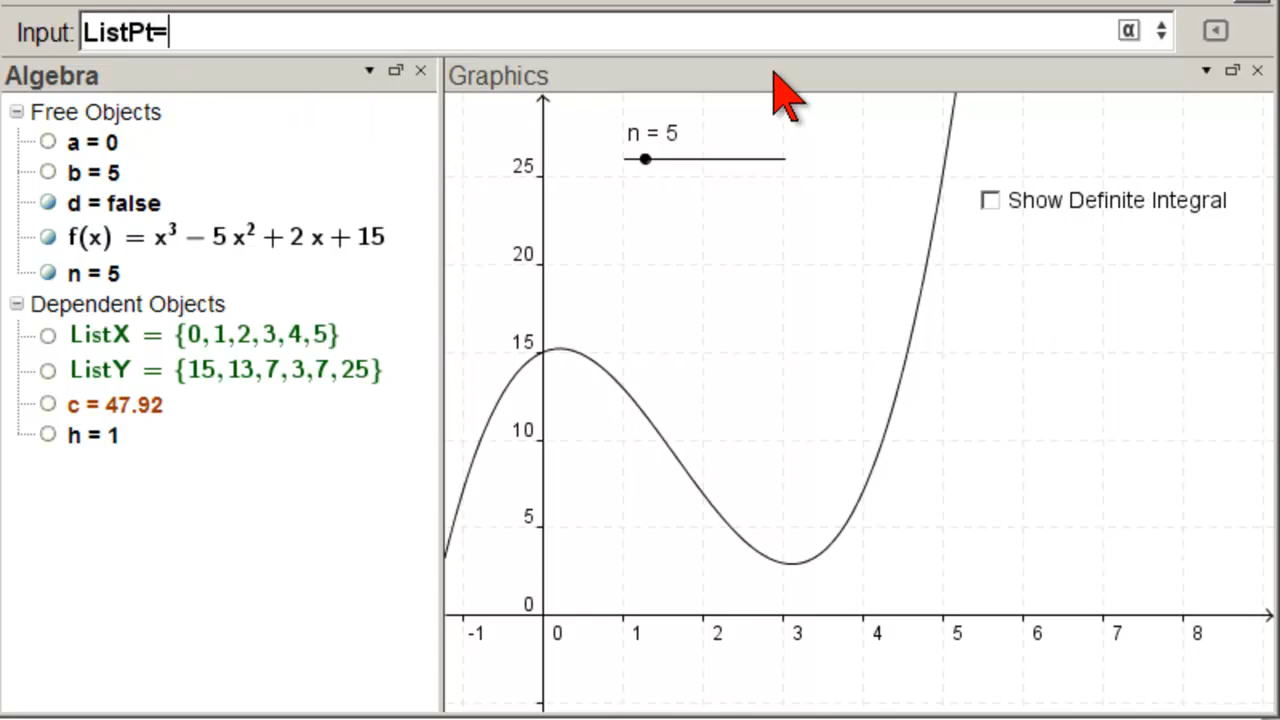 Input: ListPt=
α
Algebra
Free Objects
a = 0
b = 5
d = false
f(x) = x³ − 5 x² + 2 x + 15
n = 5
Dependent Objects
ListX = {0, 1, 2, 3, 4, 5}
ListY = {15, 13, 7, 3, 7, 25}
c = 47.92
h = 1
Graphics
n = 5
Show Definite Integral
25
20
15
10
5
0
-1 0 1 2 3 4 5 6 7 8